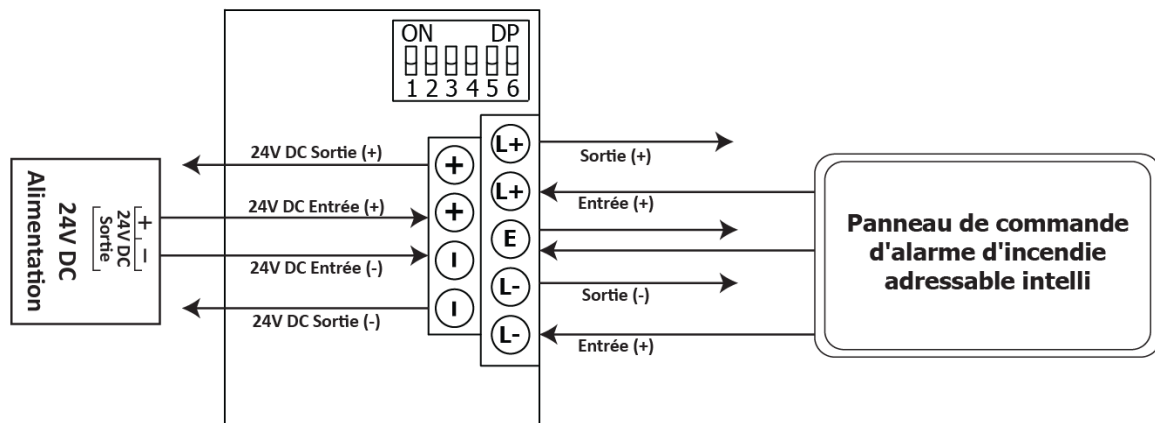 ON DP
1 2 3 4 5 6
24V DC Sortie (+)
24V DC Entrée (+)
24V DC Entrée (-)
24V DC Sortie (-)
Alimentation
24V DC
24V DC
Sortie
+
-
+
+
-
-
L+
L+
E
L-
L-
Sortie (+)
Entrée (+)
Sortie (-)
Entrée (+)
Panneau de commande
d'alarme d'incendie
adressable intelli